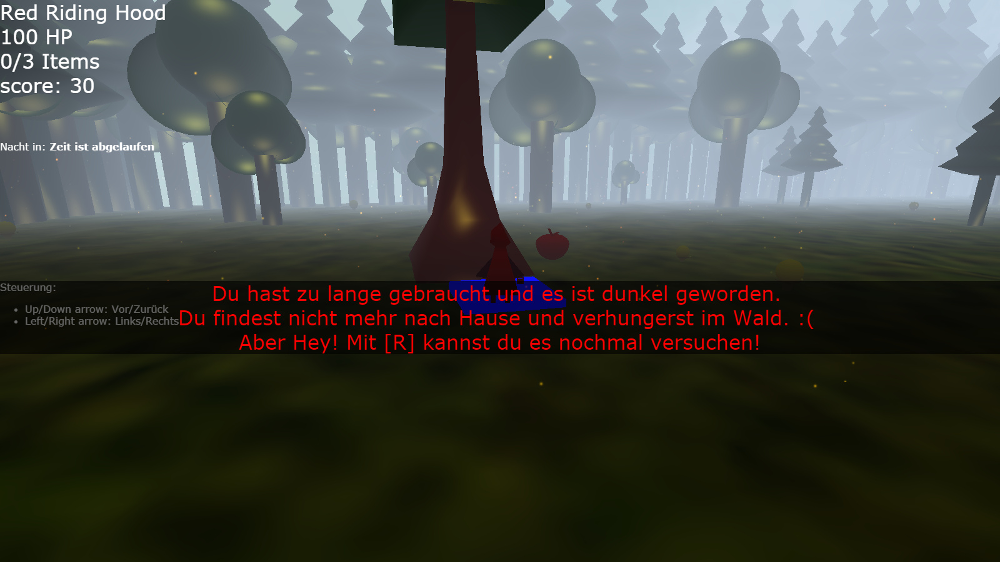 Red Riding Hood
100 HP
0/3 Items
score: 30
Nacht in: Zeit ist abgelaufen
Steuerung:
Up/Down arrow: Vor/Zurück
Left/Right arrow: Links/Rechts
Du hast zu lange gebraucht und es ist dunkel geworden.
Du findest nicht mehr nach Hause und verhungerst im Wald. :(
Aber Hey! Mit [R] kannst du es nochmal versuchen!